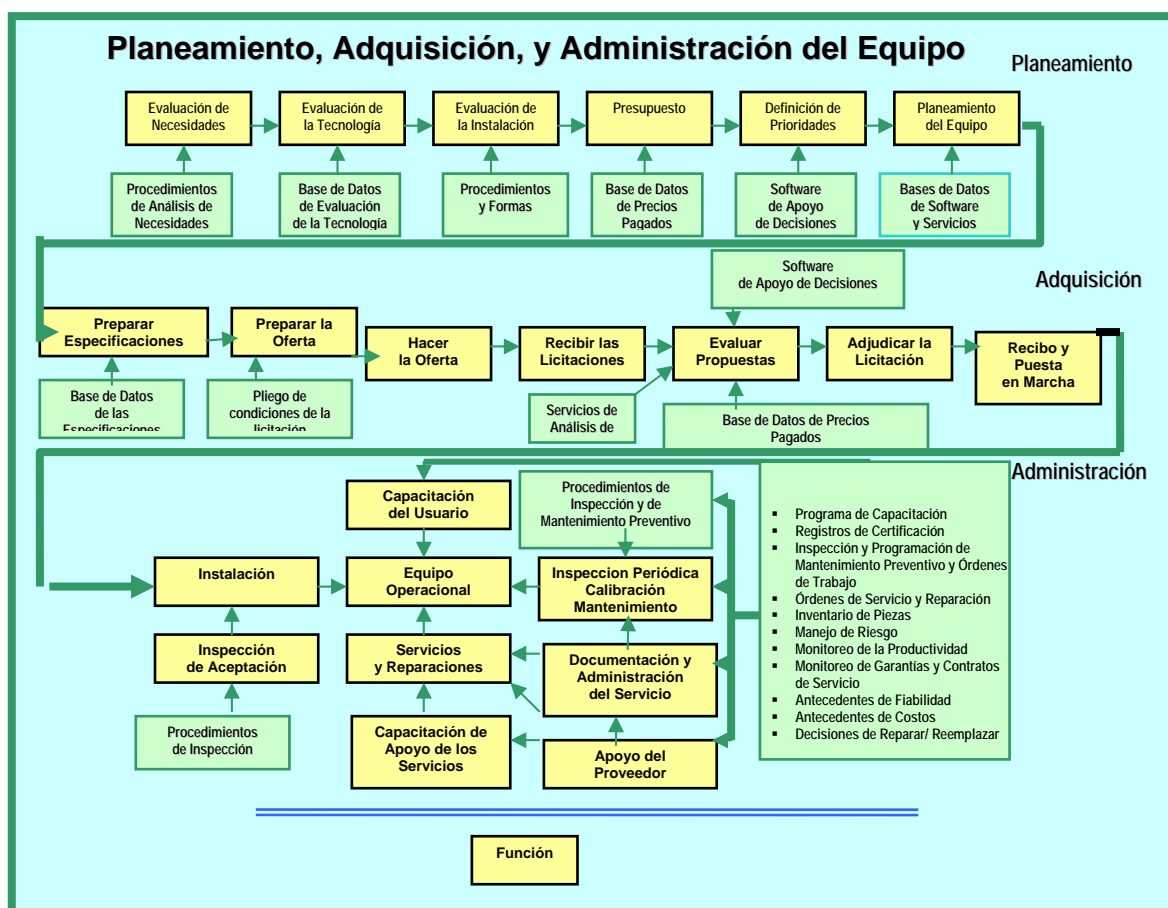 Planeamiento, Adquisición, y Administración del Equipo
Planeamiento
Evaluación de
Necesidades
Evaluación de
la Tecnología
Evaluación de
la Instalación
Presupuesto
Definición de
Prioridades
Planeamiento
del Equipo
Procedimientos
de Análisis de
Necesidades
Base de Datos
de Evaluación
de la Tecnología
Procedimientos
y Formas
Base de Datos
de Precios
Pagados
Software
de Apoyo
de Decisiones
Bases de Datos
de Software
y Servicios
Software
de Apoyo de Decisiones
Adquisición
Preparar
Especificaciones
Preparar la
Oferta
Hacer
la Oferta
Recibir las
Licitaciones
Evaluar
Propuestas
Adjudicar la
Licitación
Recibo y
Puesta
en Marcha
Base de Datos
de las
Especificaciones
Pliego de
condiciones de la
licitación
Servicios de
Análisis de
Base de Datos de Precios
Pagados
Administración
Capacitación
del Usuario
Procedimientos de
Inspección y de
Mantenimiento Preventivo
Instalación
Equipo
Operacional
Inspeccion Periódica
Calibración
Mantenimiento
Inspección
de Aceptación
Servicios
y Reparaciones
Documentación y
Administración
del Servicio
Procedimientos
de Inspección
Capacitación de
Apoyo de los
Servicios
Apoyo del
Proveedor
▪ Programa de Capacitación
▪ Registros de Certificación
▪ Inspección y Programación de
Mantenimiento Preventivo y Órdenes
de Trabajo
▪ Órdenes de Servicio y Reparación
▪ Inventario de Piezas
▪ Manejo de Riesgo
▪ Monitoreo de la Productividad
▪ Monitoreo de Garantías y Contratos
de Servicio
▪ Antecedentes de Fiabilidad
▪ Antecedentes de Costos
▪ Decisiones de Reparar/ Reemplazar
Función